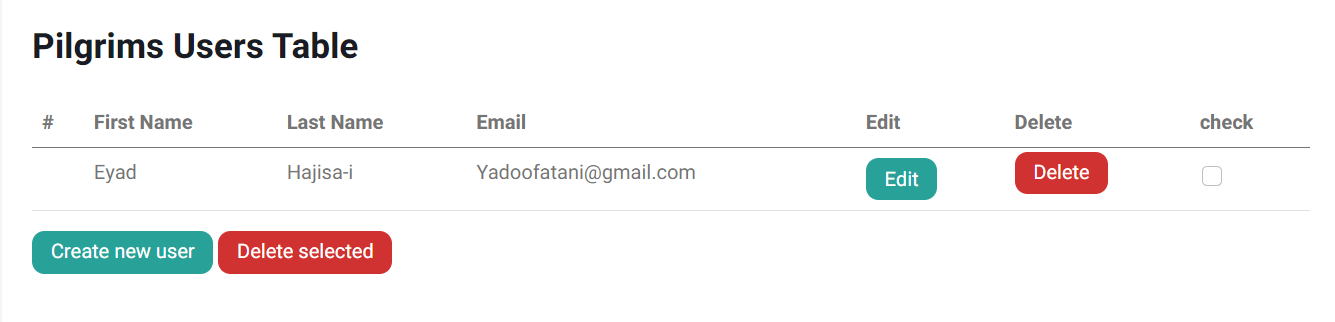 Pilgrims Users Table
# First Name Last Name Email Edit Delete check
Eyad Hajisa-i Yadoofatani@gmail.com Edit Delete
Create new user Delete selected